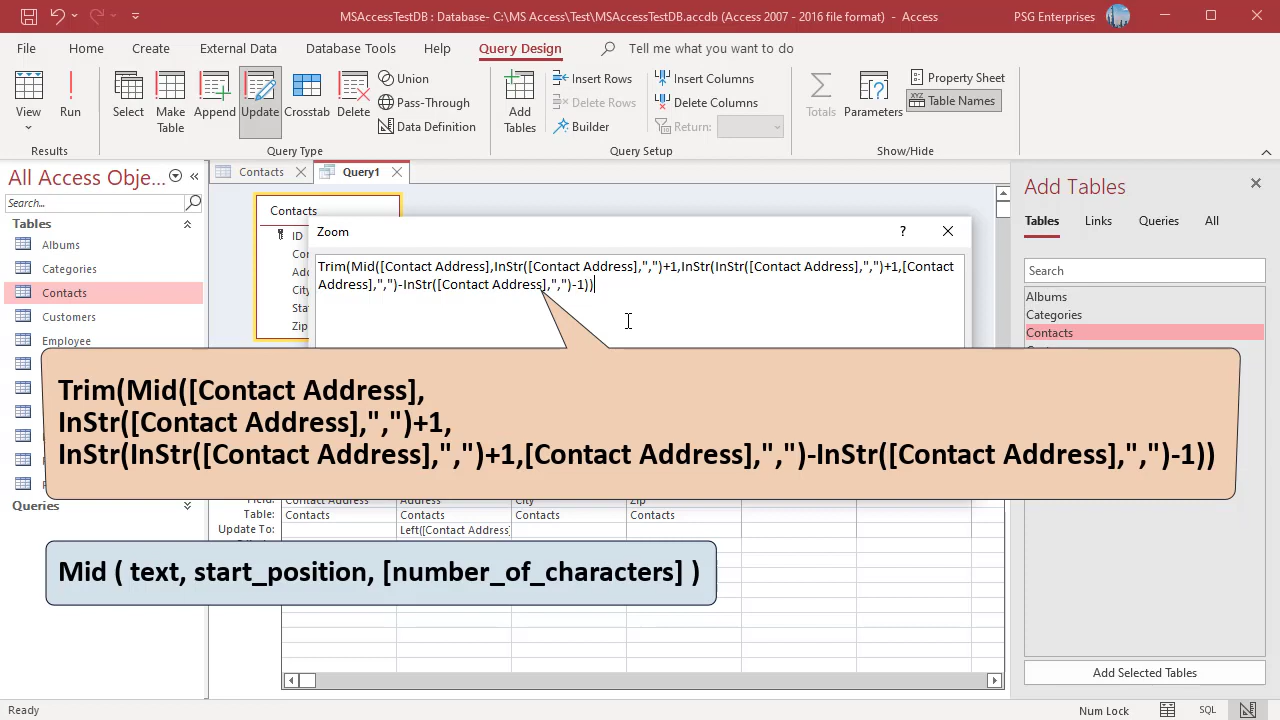 MSAccessTestDB : Database- C:\MS Access\Test\MSAccessTestDB.accdb (Access 2007 - 2016 file format) - Access
PSG Enterprises
File Home Create External Data Database Tools Help Query Design Tell me what you want to do
View
Run
Select
Make Table
Append
Update
Crosstab
Delete
Union
Pass-Through
Data Definition
Add Tables
Insert Rows
Delete Rows
Builder
Insert Columns
Delete Columns
Return:
Totals
Parameters
Property Sheet
Table Names
Results
Query Type
Query Setup
Show/Hide
All Access Obje...
Search...
Tables
Albums
Categories
Contacts
Customers
Employee
Queries
Contacts
Query1
Contacts
ID
Zoom
Trim(Mid([Contact Address],InStr([Contact Address],",")+1,InStr(InStr([Contact Address],",")+1,[Contact
Address],",")-InStr([Contact Address],",")-1))
Trim(Mid([Contact Address],
InStr([Contact Address],",")+1,
InStr(InStr([Contact Address],",")+1,[Contact Address],",")-InStr([Contact Address],",")-1))
Field: Contact Address Address City Zip
Table: Contacts Contacts Contacts Contacts
Update To: Left([Contact Address]
Mid ( text, start_position, [number_of_characters] )
Add Tables
Tables Links Queries All
Search
Albums
Categories
Contacts
Add Selected Tables
Ready
Num Lock
SQL